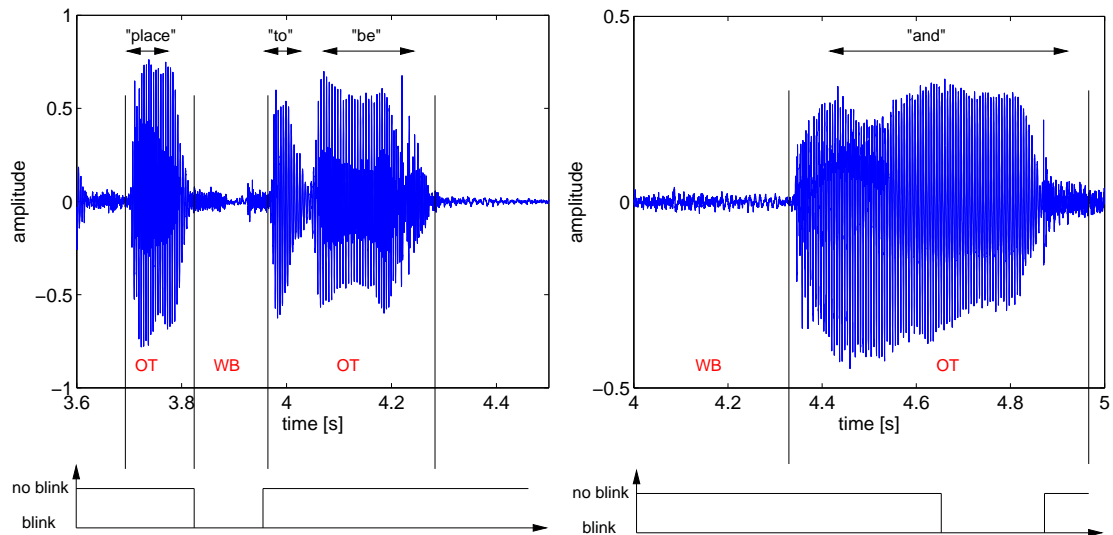 "place" "to" "be"
1
0.5
0
−0.5
−1
amplitude
OT WB OT
3.6 3.8 4 4.2 4.4
time [s]
no blink
blink
"and"
0.5
0
−0.5
amplitude
WB OT
4 4.2 4.4 4.6 4.8 5
time [s]
no blink
blink